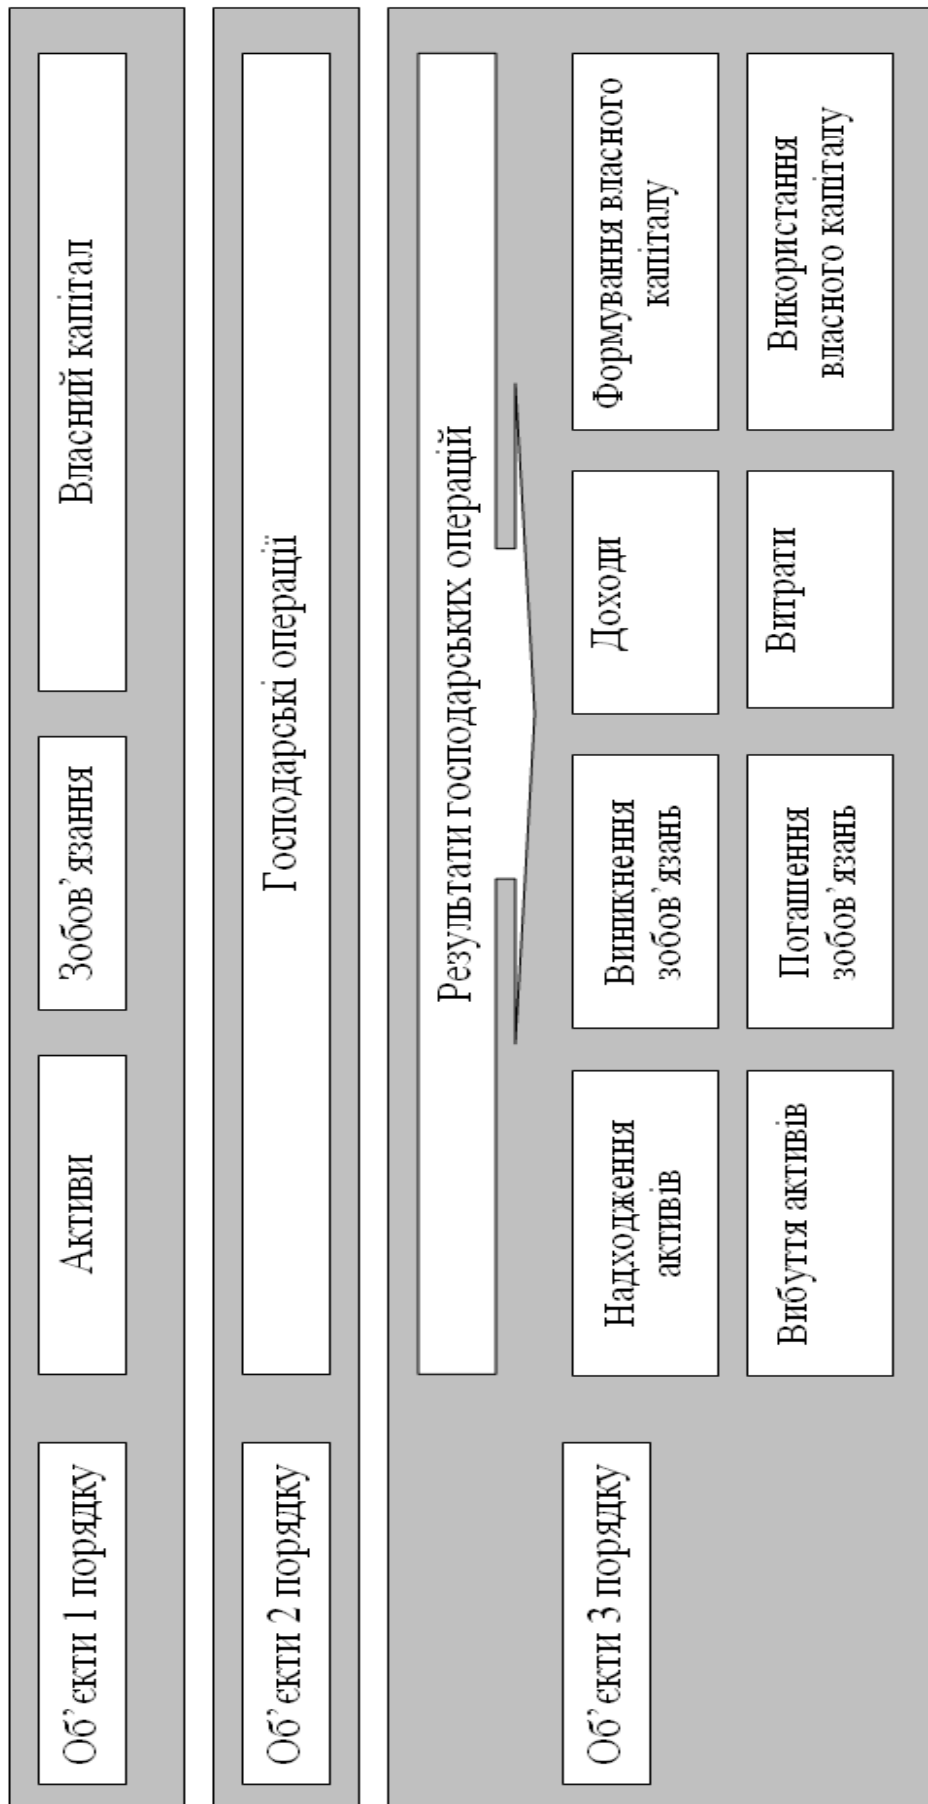 Об’єкти 1 порядку
Активи
Зобов’язання
Власний капітал
Об’єкти 2 порядку
Господарські операції
Об’єкти 3 порядку
Результати господарських операцій
Надходження
активів
Виникнення
зобов’язань
Доходи
Формування власного
капіталу
Вибуття активів
Погашення
зобов’язань
Витрати
Використання
власного капіталу